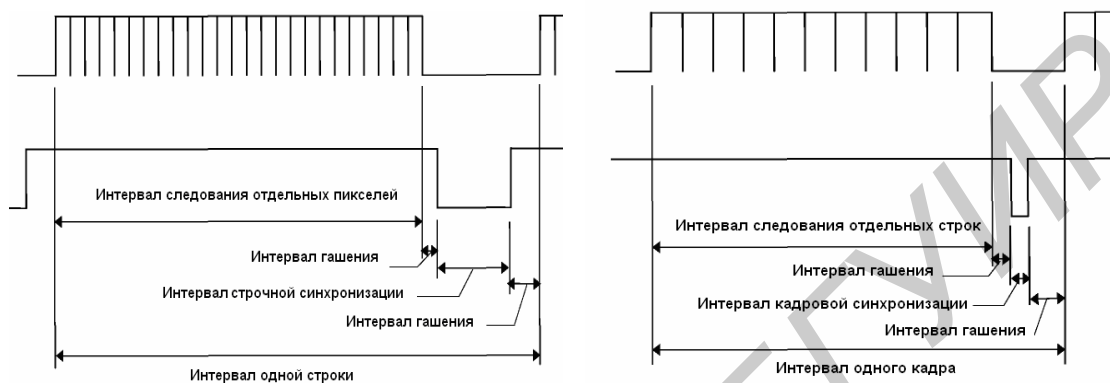 Интервал следования отдельных пикселей
Интервал гашения
Интервал строчной синхронизации
Интервал гашения
Интервал одной строки
Интервал следования отдельных строк
Интервал гашения
Интервал кадровой синхронизации
Интервал гашения
Интервал одного кадра
ГУИР